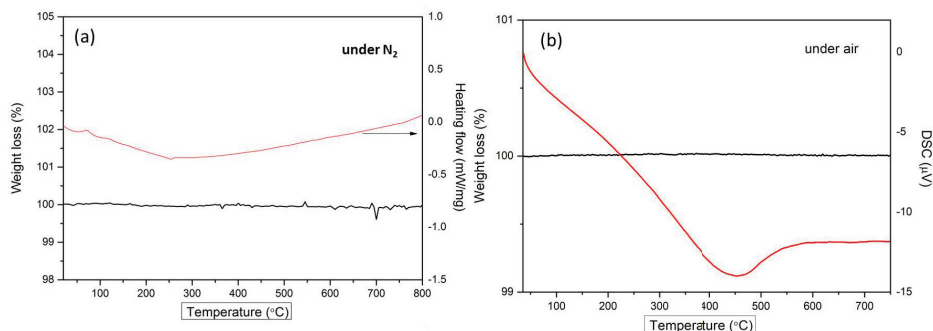 (a)
under N₂
Weight loss (%)
105
104
103
102
101
100
99
98
1.0
0.5
0.0
-0.5
-1.0
-1.5
Heating flow (mW/mg)
100 200 300 400 500 600 700 800
Temperature (°C)
(b)
under air
Weight loss (%)
101
100
99
0
-5
-10
-15
DSC (µV)
100 200 300 400 500 600 700
Temperature (°C)